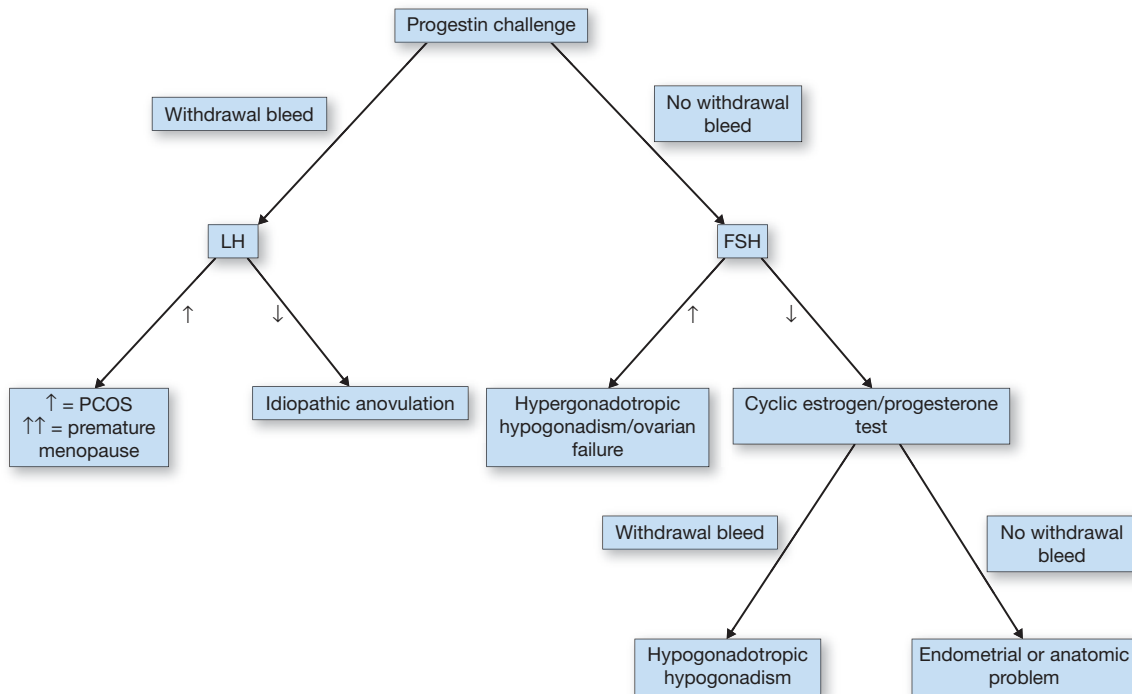 Progestin challenge
Withdrawal bleed
No withdrawal
bleed
LH
FSH
↑
↓
↑
↓
↑ = PCOS
↑↑ = premature
menopause
Idiopathic anovulation
Hypergonadotropic
hypogonadism/ovarian
failure
Cyclic estrogen/progesterone
test
Withdrawal bleed
No withdrawal
bleed
Hypogonadotropic
hypogonadism
Endometrial or anatomic
problem